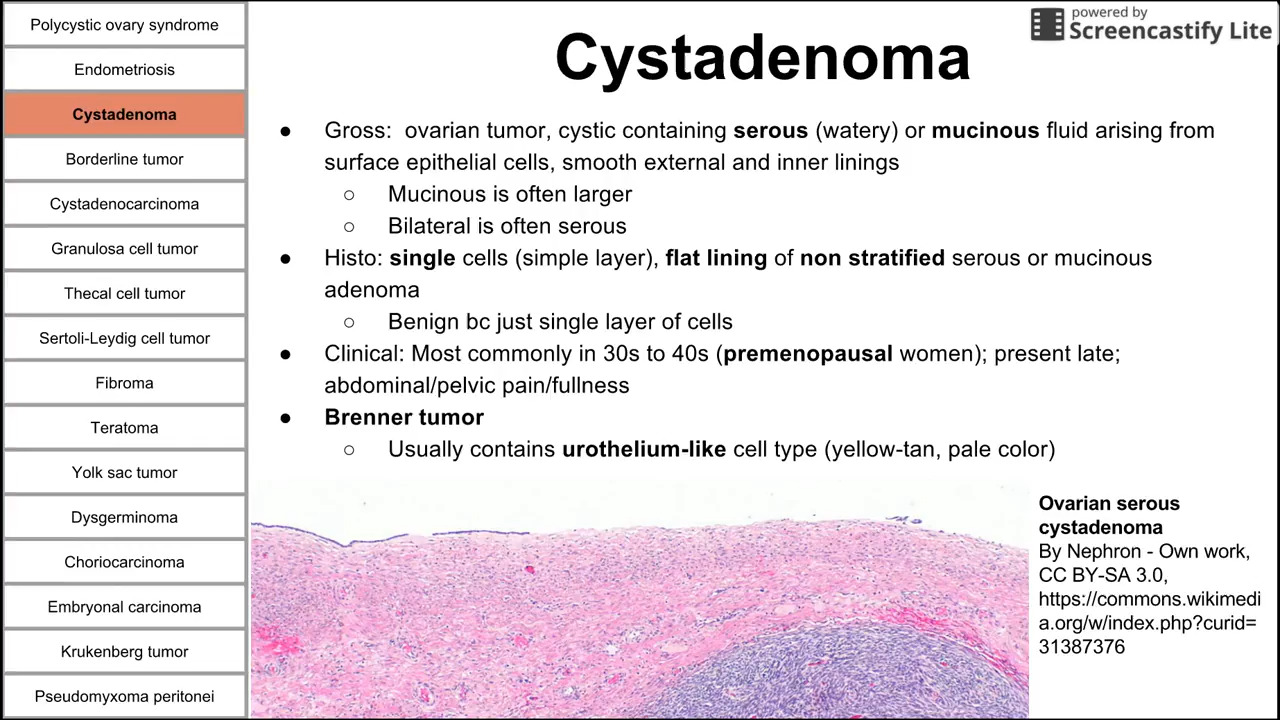 Polycystic ovary syndrome
Endometriosis
Cystadenoma
Borderline tumor
Cystadenocarcinoma
Granulosa cell tumor
Thecal cell tumor
Sertoli-Leydig cell tumor
Fibroma
Teratoma
Yolk sac tumor
Dysgerminoma
Choriocarcinoma
Embryonal carcinoma
Krukenberg tumor
Pseudomyxoma peritonei
powered by
Screencastify Lite
Cystadenoma
● Gross: ovarian tumor, cystic containing serous (watery) or mucinous fluid arising from
surface epithelial cells, smooth external and inner linings
○ Mucinous is often larger
○ Bilateral is often serous
● Histo: single cells (simple layer), flat lining of non stratified serous or mucinous
adenoma
○ Benign bc just single layer of cells
● Clinical: Most commonly in 30s to 40s (premenopausal women); present late;
abdominal/pelvic pain/fullness
● Brenner tumor
○ Usually contains urothelium-like cell type (yellow-tan, pale color)
Ovarian serous
cystadenoma
By Nephron - Own work,
CC BY-SA 3.0,
https://commons.wikimedi
a.org/w/index.php?curid=
31387376